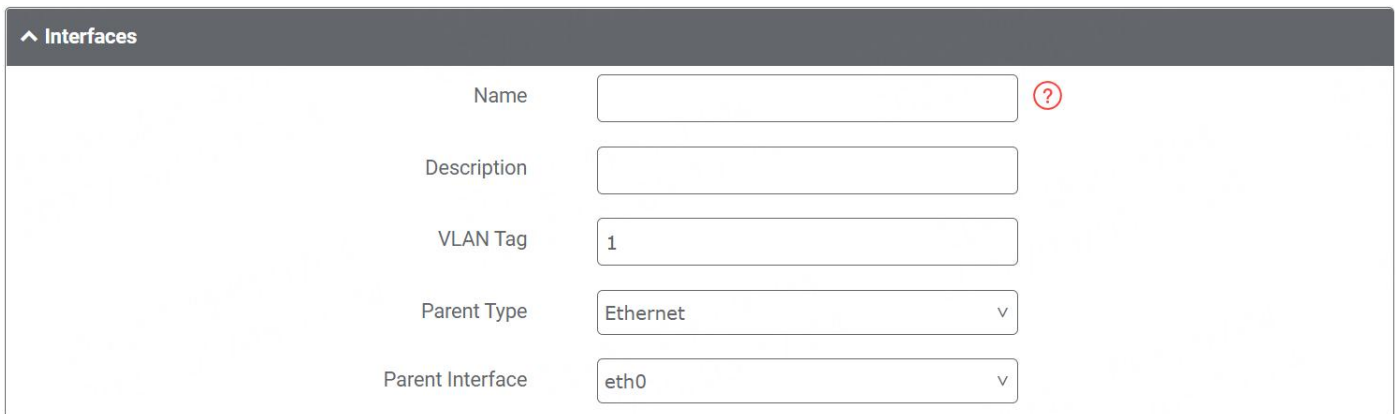 Interfaces
Name ?
Description
VLAN Tag 1
Parent Type Ethernet
Parent Interface eth0